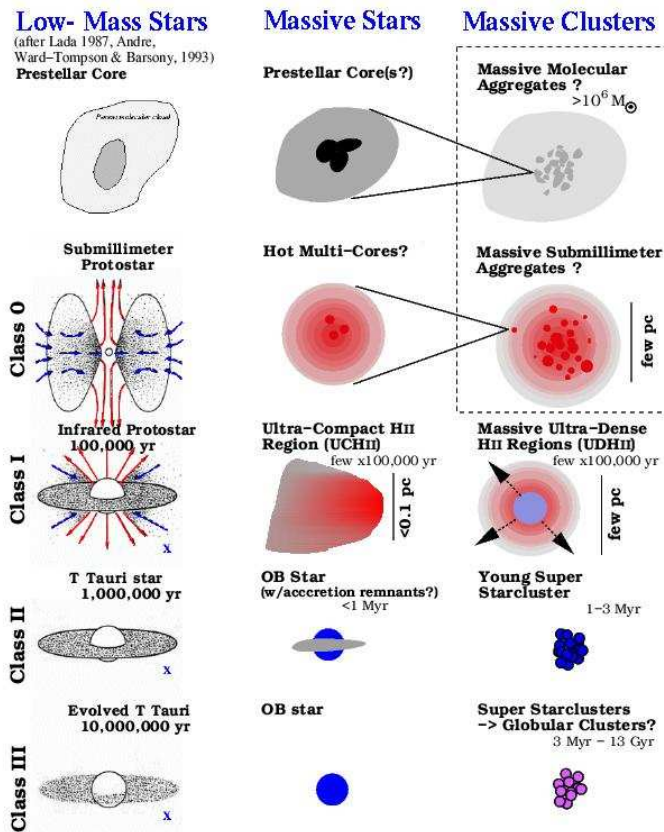 Low- Mass Stars
(after Lada 1987, Andre,
Ward-Tompson & Barsony, 1993)
Prestellar Core
molecular cloud
Massive Stars
Prestellar Core(s?)
Massive Clusters
Massive Molecular
Aggregates ?
>10⁶ M⊙
Class 0
Submillimeter
Protostar
Hot Multi-Cores?
Massive Submillimeter
Aggregates ?
few pc
Class I
Infrared Protostar
100,000 yr
x
Ultra-Compact HII
Region (UCHII)
few x100,000 yr
<0.1 pc
Massive Ultra-Dense
HII Regions (UDHII)
few x100,000 yr
few pc
Class II
T Tauri star
1,000,000 yr
x
OB Star
(w/acccretion remnants?)
<1 Myr
Young Super
Starcluster
1-3 Myr
Class III
Evolved T Tauri
10,000,000 yr
x
OB star
Super Starclusters
-> Globular Clusters?
3 Myr - 13 Gyr